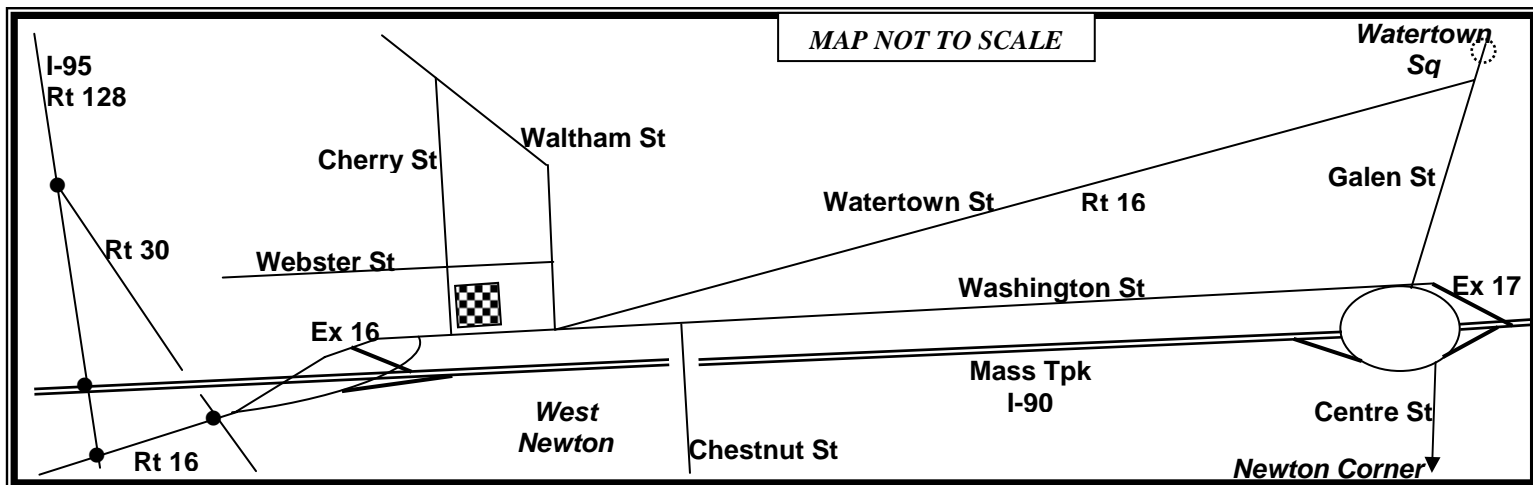 MAP NOT TO SCALE
Watertown
Sq
I-95
Rt 128
Waltham St
Cherry St
Galen St
Watertown St
Rt 16
Rt 30
Webster St
Washington St
Ex 17
Ex 16
Mass Tpk
I-90
West
Newton
Centre St
Chestnut St
Rt 16
Newton Corner